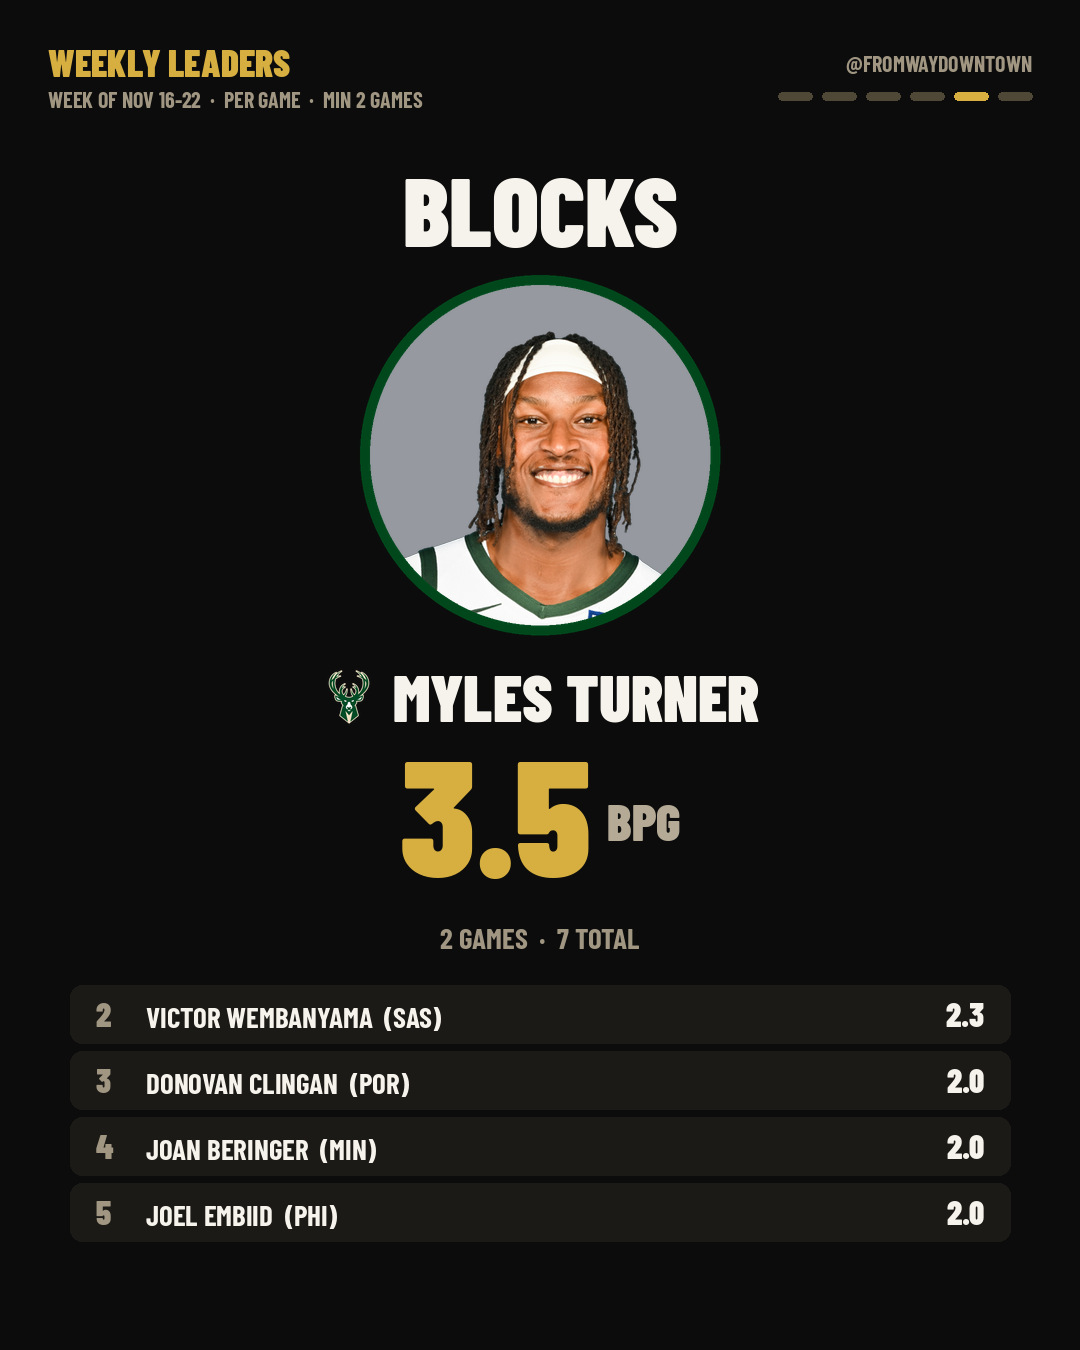 WEEKLY LEADERS
@FROMWAYDOWNTOWN
WEEK OF NOV 16-22 · PER GAME · MIN 2 GAMES
BLOCKS
MYLES TURNER
3.5 BPG
2 GAMES · 7 TOTAL
2 VICTOR WEMBANYAMA (SAS) 2.3
3 DONOVAN CLINGAN (POR) 2.0
4 JOAN BERINGER (MIN) 2.0
5 JOEL EMBIID (PHI) 2.0